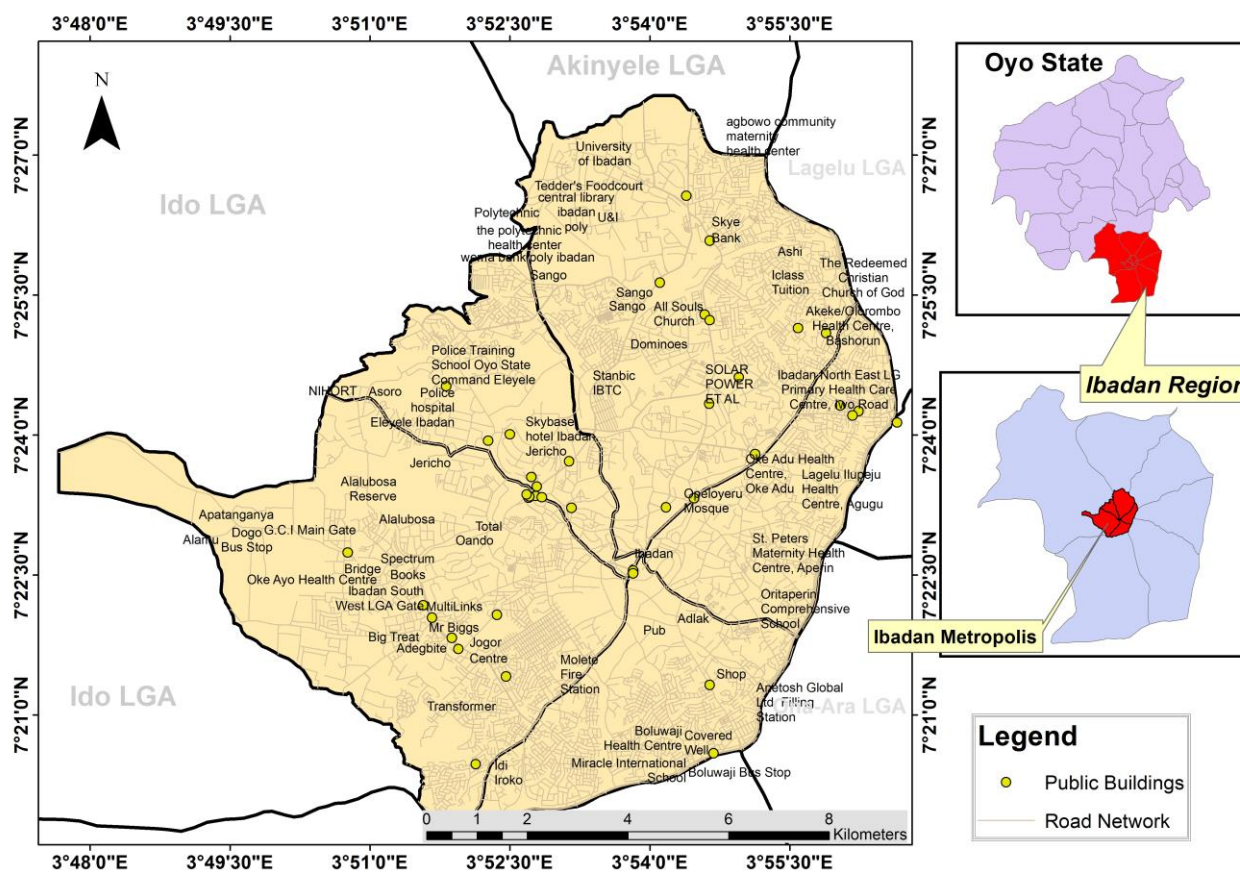 3°48'0"E 3°49'30"E 3°51'0"E 3°52'30"E 3°54'0"E 3°55'30"E
N
Akinyele LGA
agbowo community
maternity
health center
7°27'0"N
7°27'0"N
University
of Ibadan
Lagelu LGA
Ido LGA
Tedder's Foodcourt
central library
ibadan
poly
U&I
Polytechnic
the polytechnic
health center
wema bank poly ibadan
Sango
Skye
Bank
Ashi
The Redeemed
Christian
Church of God
Iclass
Tuition
7°25'30"N
7°25'30"N
Sango
Sango
All Souls
Church
Akeke/Olorombo
Health Centre,
Bashorun
Dominoes
Police Training
School Oyo State
Command Eleyele
Stanbic
IBTC
SOLAR
POWER
ET AL
Ibadan North East LG
Primary Health Care
Centre, Iwo Road
NIHORT
Asoro
Police
hospital
Eleyele Ibadan
7°24'0"N
7°24'0"N
Skybase
hotel Ibadan
Jericho
Jericho
Oke Adu Health
Centre,
Oke Adu
Lagelu Ilupeju
Health
Centre, Agugu
Alalubosa
Reserve
Opeloyeru
Mosque
Apatanganya
Alalubosa
Dogo
Bus Stop
G.C.I Main Gate
Alamu
Total
Oando
St. Peters
Maternity Health
Centre, Aperin
Ibadan
7°22'30"N
7°22'30"N
Spectrum
Books
Bridge
Oke Ayo Health Centre
Ibadan South
West LGA Gate
MultiLinks
Oritaperin
Comprehensive
School
Adlak
Mr Biggs
Big Treat
Adegbite
Jogor
Centre
Pub
Moleto
Fire
Station
Shop
Ido LGA
7°21'0"N
7°21'0"N
Transformer
Anetosh Global
Ltd. Filling
Station
Ona-Ara LGA
Boluwaji
Health Centre
Covered
Well
Miracle International
School
Boluwaji Bus Stop
Idi
Iroko
0 1 2 4 6 8
Kilometers
3°48'0"E 3°49'30"E 3°51'0"E 3°52'30"E 3°54'0"E 3°55'30"E
Oyo State
Ibadan Region
Ibadan Metropolis
Legend
Public Buildings
Road Network